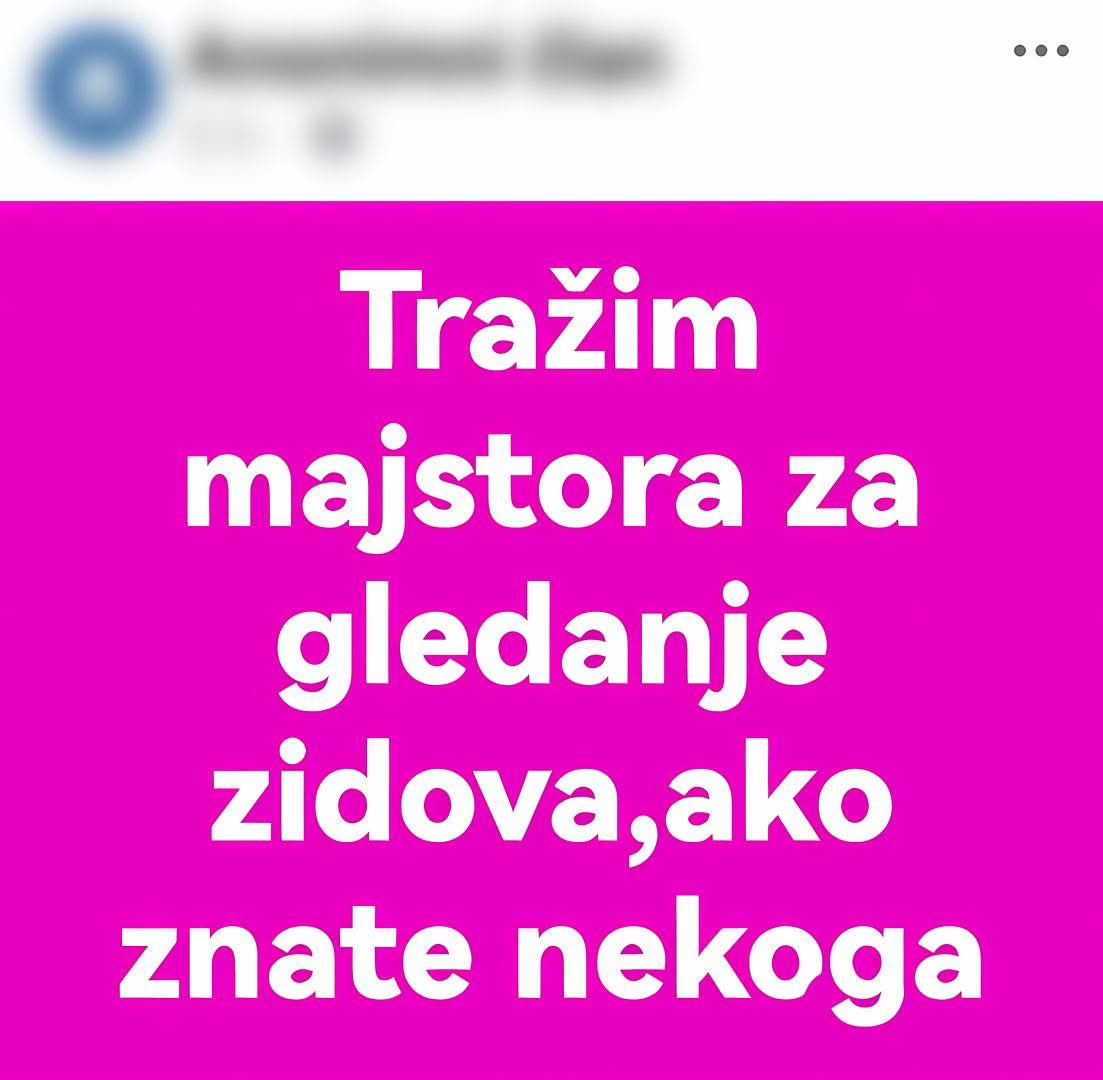 Tražim
majstora za
gledanje
zidova,ako
znate nekoga